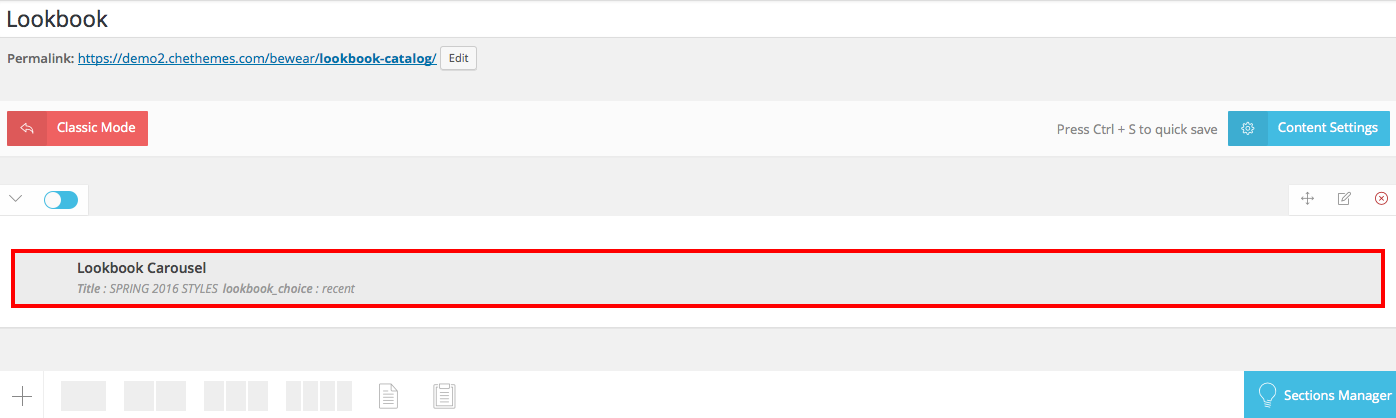 Lookbook
Permalink: https://demo2.chethemes.com/bewear/lookbook-catalog/ Edit
Classic Mode
Press Ctrl + S to quick save
Content Settings
Lookbook Carousel
Title : SPRING 2016 STYLES lookbook_choice : recent
Sections Manager